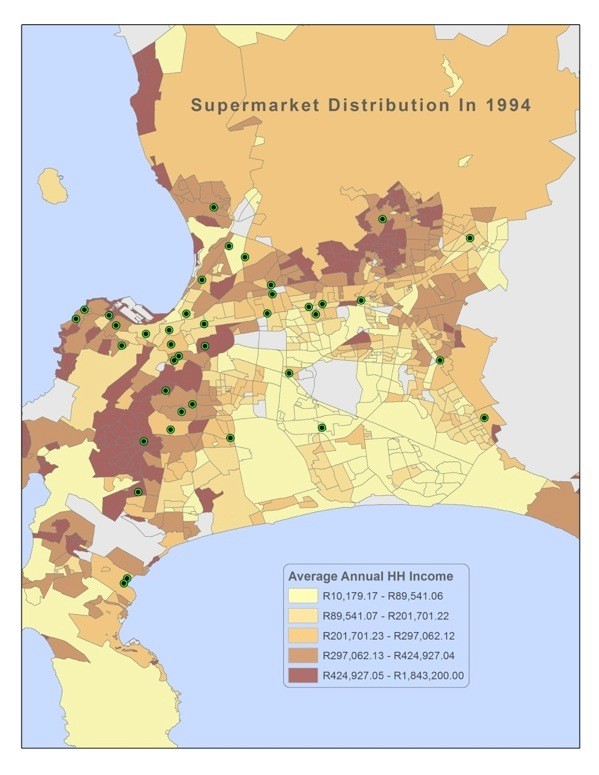 Supermarket Distribution In 1994
Average Annual HH Income
R10,179.17 - R89,541.06
R89,541.07 - R201,701.22
R201,701.23 - R297,062.12
R297,062.13 - R424,927.04
R424,927.05 - R1,843,200.00